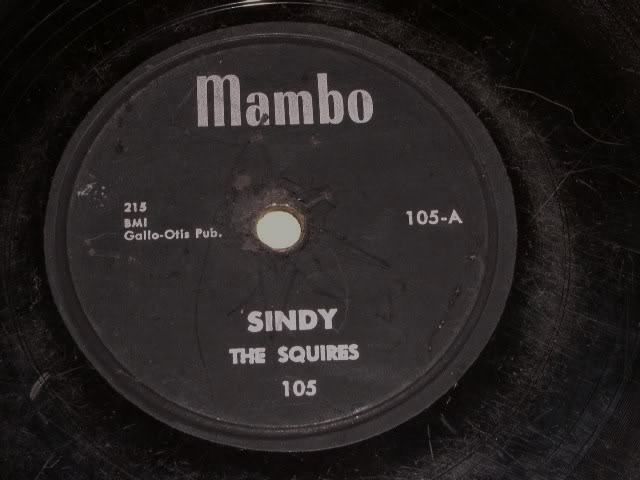 Mambo
215
BMI
Gallo-Otis Pub.
105-A
SINDY
THE SQUIRES
105